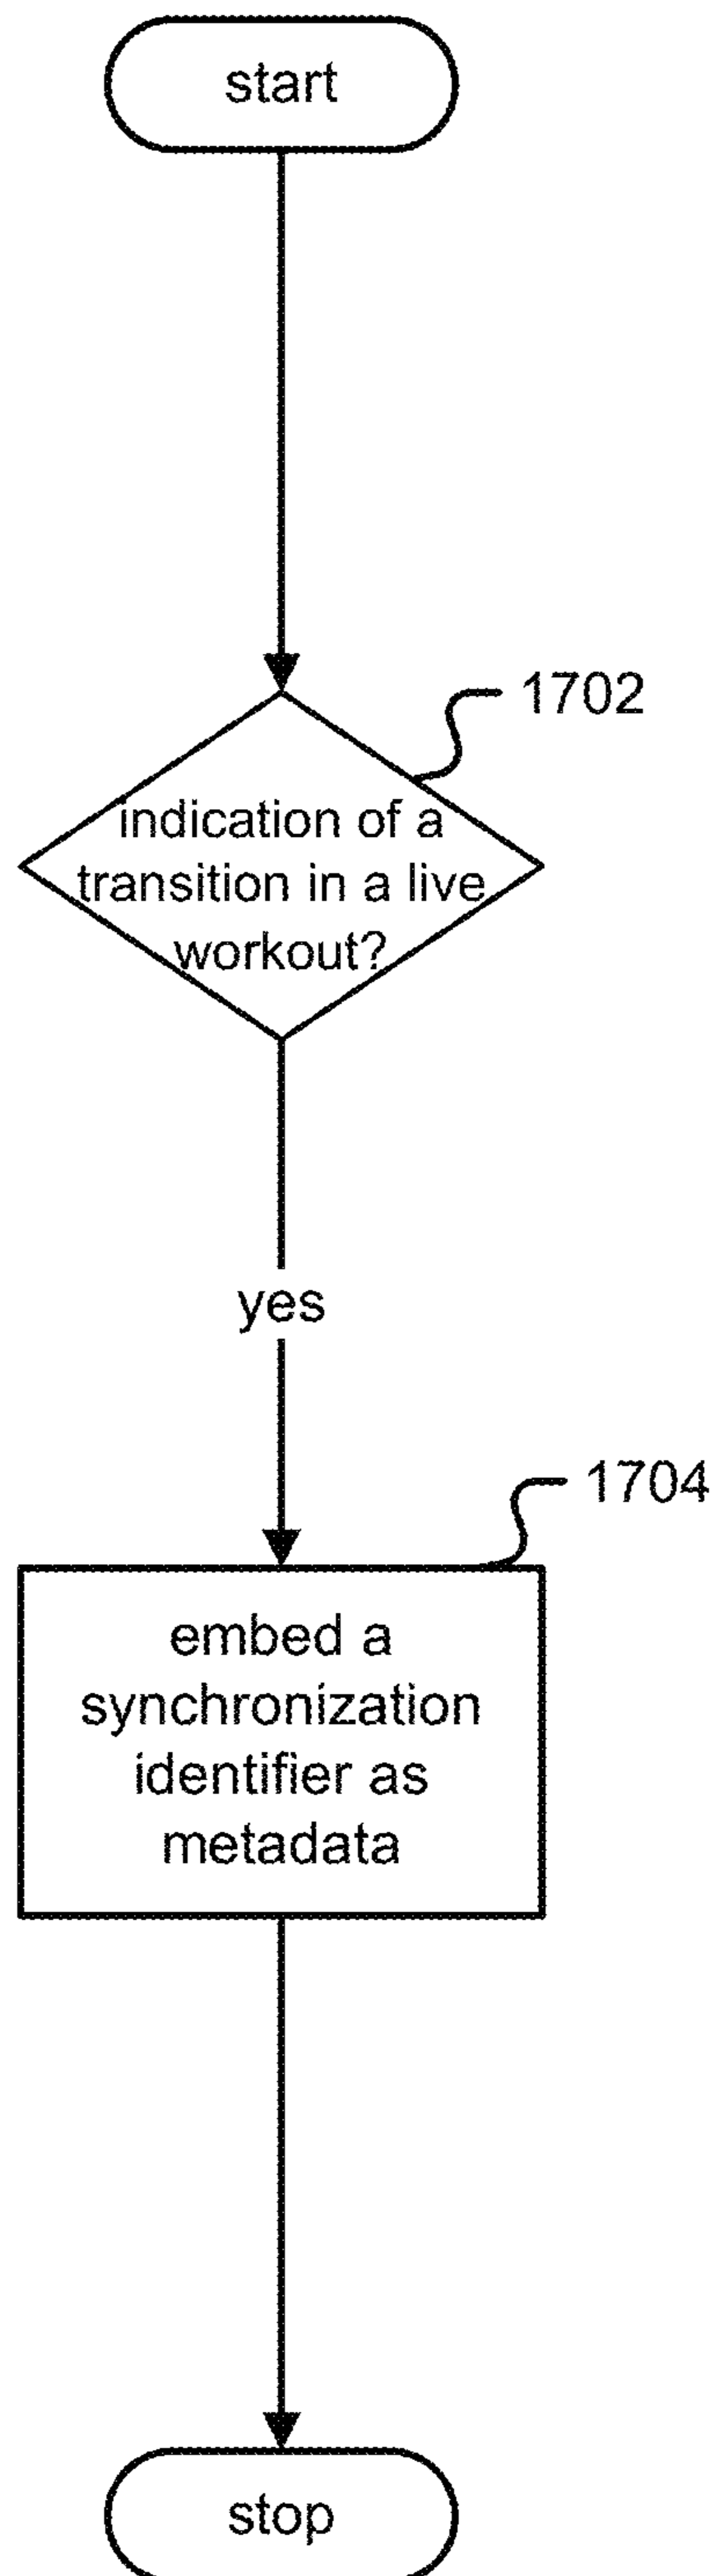 start
1702
indication of a
transition in a live
workout?
yes
1704
embed a
synchronization
identifier as
metadata
stop